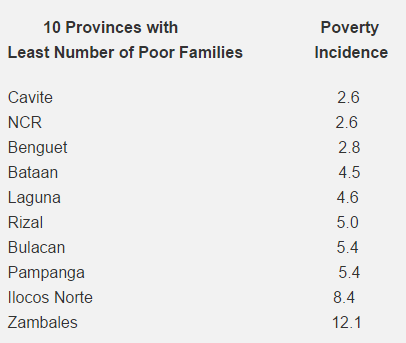 10 Provinces with Poverty
Least Number of Poor Families Incidence
Cavite 2.6
NCR 2.6
Benguet 2.8
Bataan 4.5
Laguna 4.6
Rizal 5.0
Bulacan 5.4
Pampanga 5.4
Ilocos Norte 8.4
Zambales 12.1